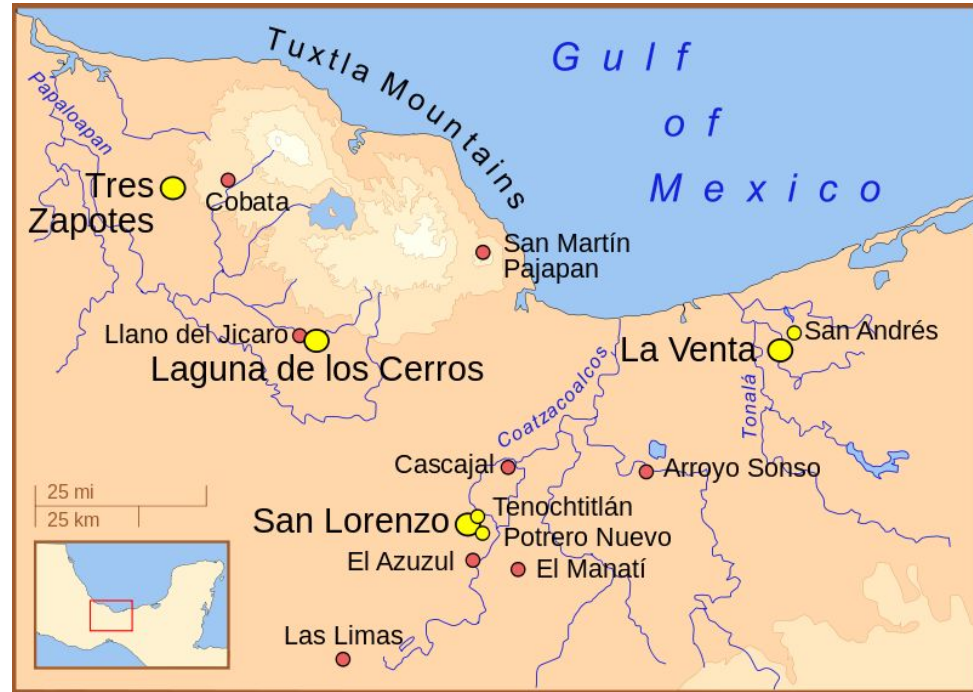 Tuxtla Mountains
Gulf
of
Mexico
Papaloapan
Tres
Zapotes
Cobata
San Martín
Pajapan
Llano del Jicaro
Laguna de los Cerros
La Venta
San Andrés
Coatzacoalcos
Tonalá
Cascajal
Arroyo Sonso
San Lorenzo
Tenochtitlán
Potrero Nuevo
El Azuzul
El Manatí
Las Limas
25 mi
25 km